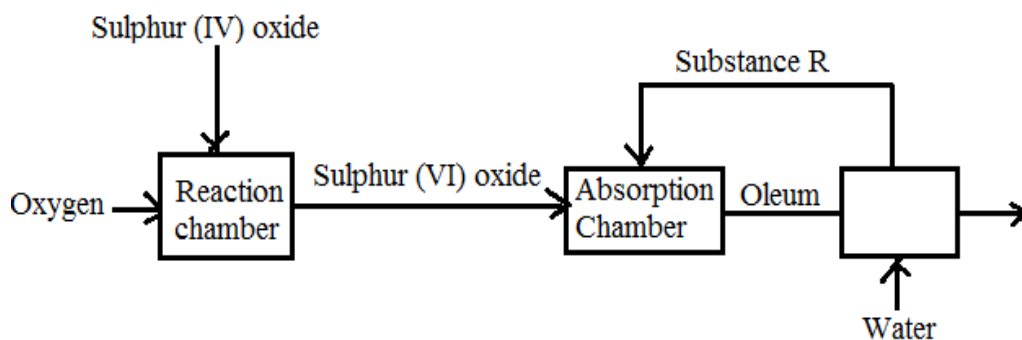 Sulphur (IV) oxide
Substance R
Oxygen
Reaction
chamber
Sulphur (VI) oxide
Absorption
Chamber
Oleum
Water